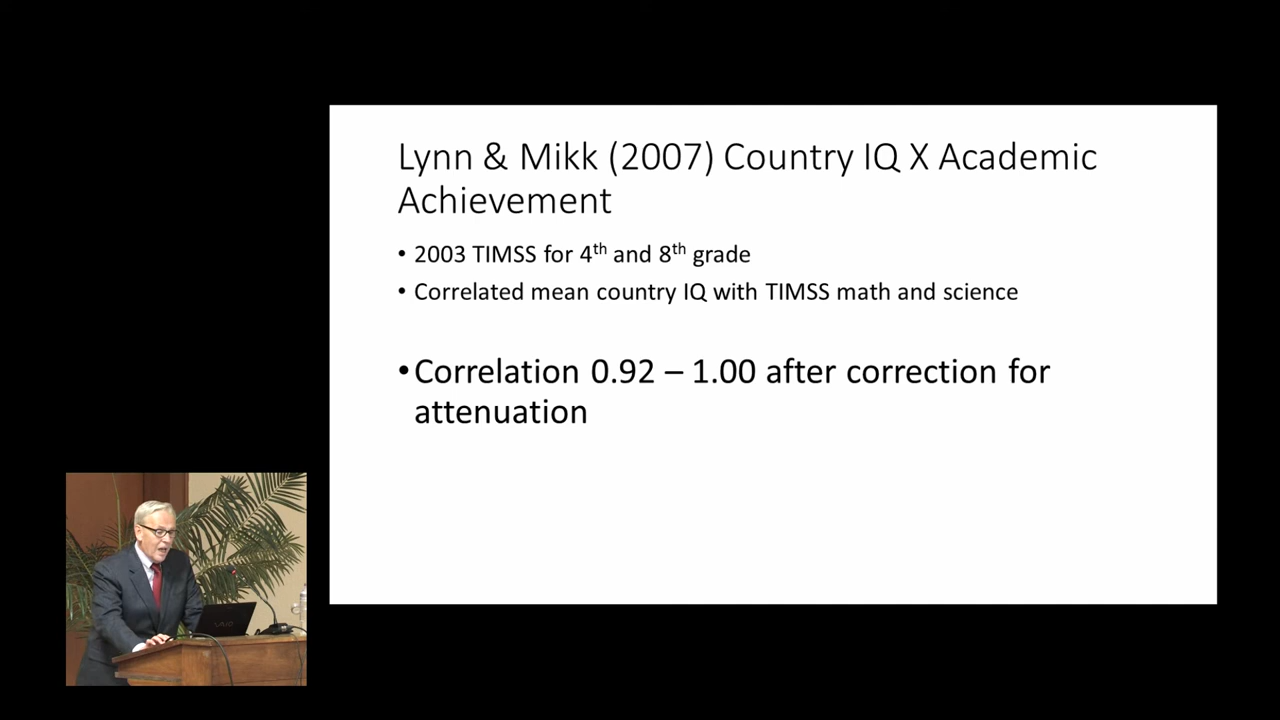 Lynn & Mikk (2007) Country IQ X Academic
Achievement
• 2003 TIMSS for 4th and 8th grade
• Correlated mean country IQ with TIMSS math and science
• Correlation 0.92 – 1.00 after correction for
attenuation
VAIO